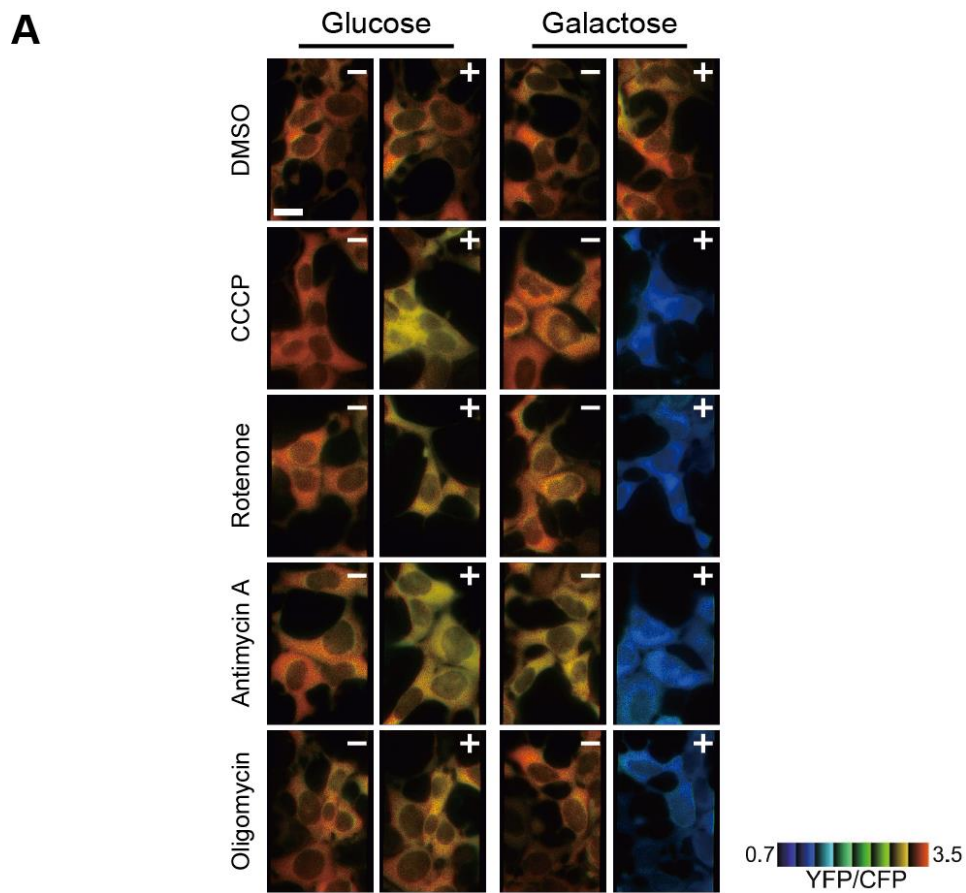 A
Glucose Galactose
− + − +
DMSO
− + − +
CCCP
− + − +
Rotenone
− + − +
Antimycin A
− + − +
Oligomycin
0.7 3.5
YFP/CFP